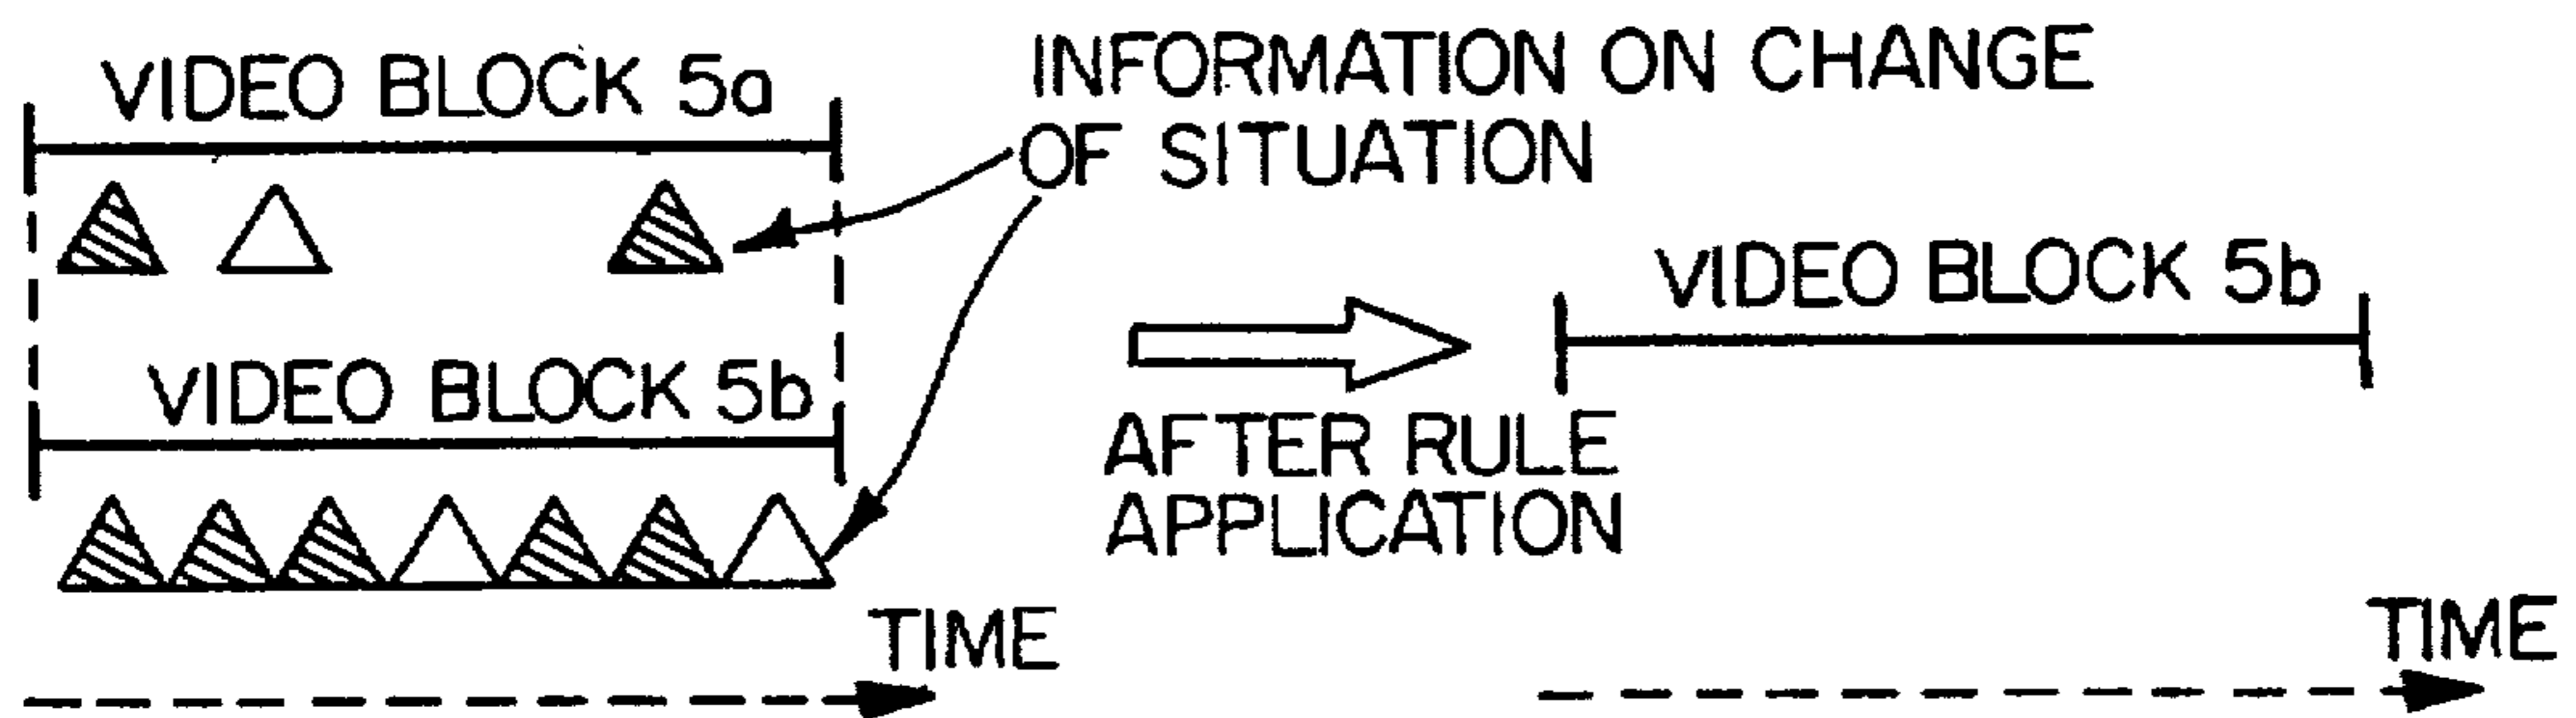 VIDEO BLOCK 5a
INFORMATION ON CHANGE
OF SITUATION
VIDEO BLOCK 5b
VIDEO BLOCK 5b
AFTER RULE
APPLICATION
TIME
TIME